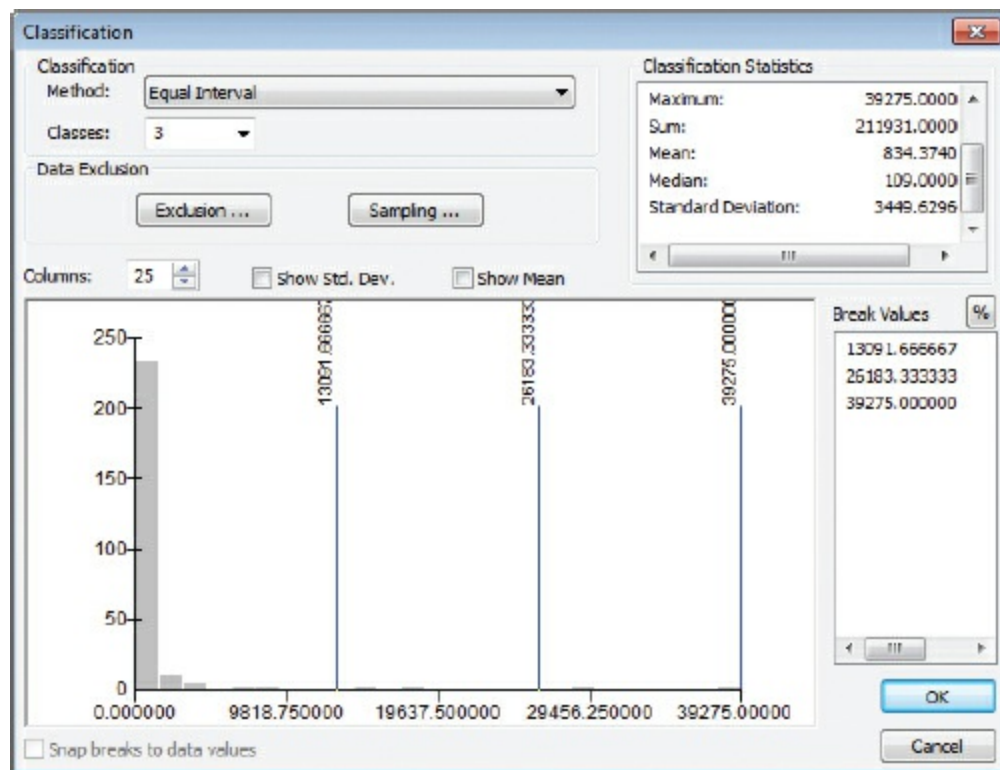 Classification
Classification
Method: Equal Interval
Classes: 3
Data Exclusion
Exclusion ...
Sampling ...
Classification Statistics
Maximum: 39275.0000
Sum: 211931.0000
Mean: 834.3740
Median: 109.0000
Standard Deviation: 3449.6296
Columns: 25
Show Std. Dev.
Show Mean
Break Values
%
13091.666667
26183.333333
39275.000000
250
200
150
100
50
0
13091.666667
26183.333333
39275.000000
0.000000 9818.750000 19637.500000 29456.250000 39275.00000
OK
Snap breaks to data values
Cancel